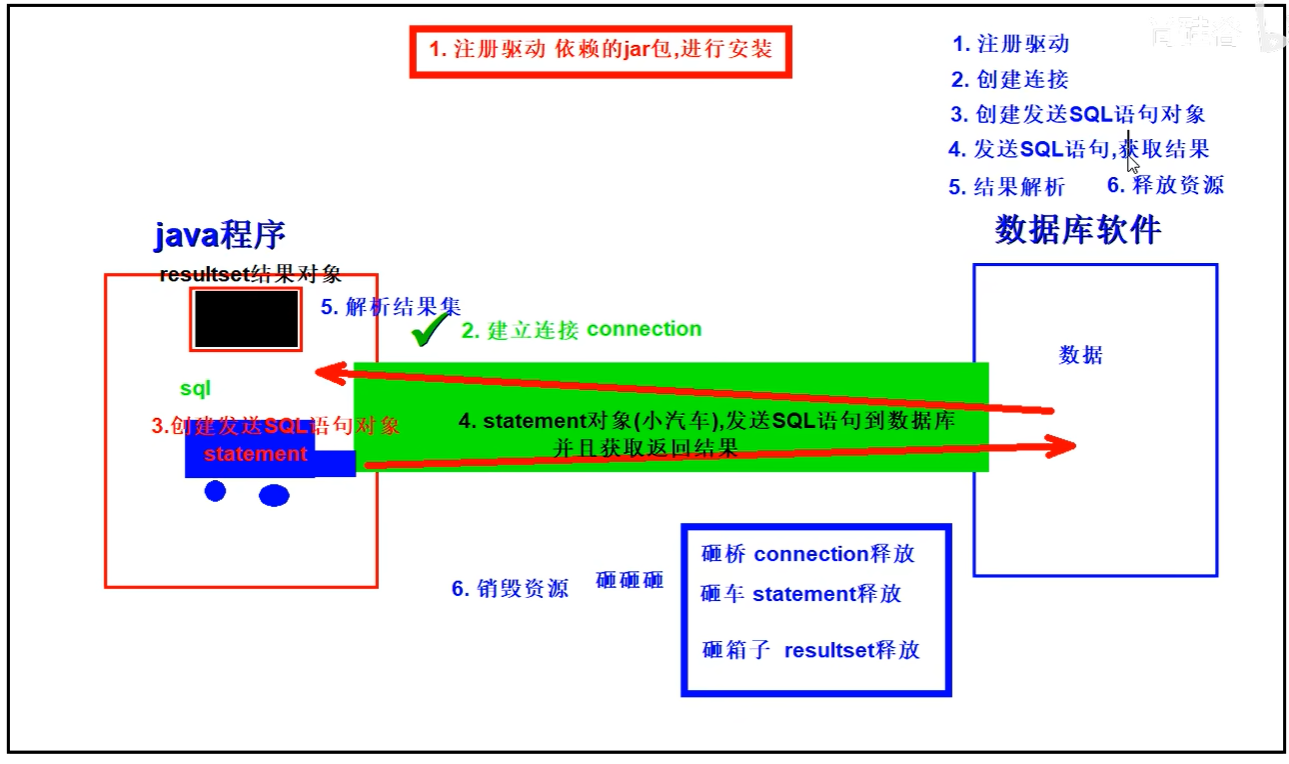 1. 注册驱动 依赖的jar包,进行安装
1. 注册驱动
2. 创建连接
3. 创建发送SQL语句对象
4. 发送SQL语句,获取结果
5. 结果解析 6. 释放资源
java程序
数据库软件
resultset结果对象
5. 解析结果集
2. 建立连接 connection
数据
sql
3.创建发送SQL语句对象
statement
4. statement对象(小汽车),发送SQL语句到数据库
并且获取返回结果
6. 销毁资源 砸砸砸
砸桥 connection释放
砸车 statement释放
砸箱子 resultset释放